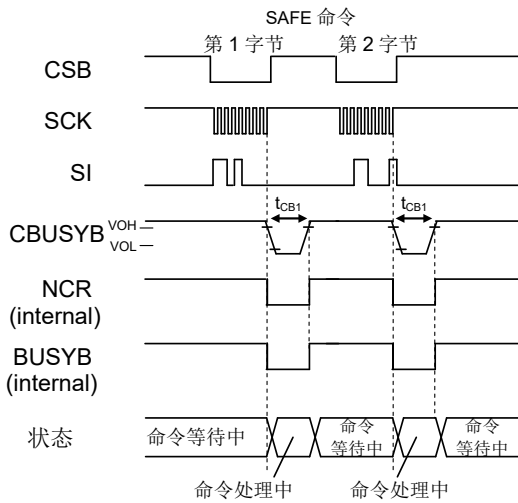 SAFE 命令
第 1 字节 第 2 字节
CSB
SCK
SI
tCB1 tCB1
CBUSYB VOH
VOL
NCR
(internal)
BUSYB
(internal)
状态 命令等待中 命令等待中 命令等待中
命令处理中 命令处理中